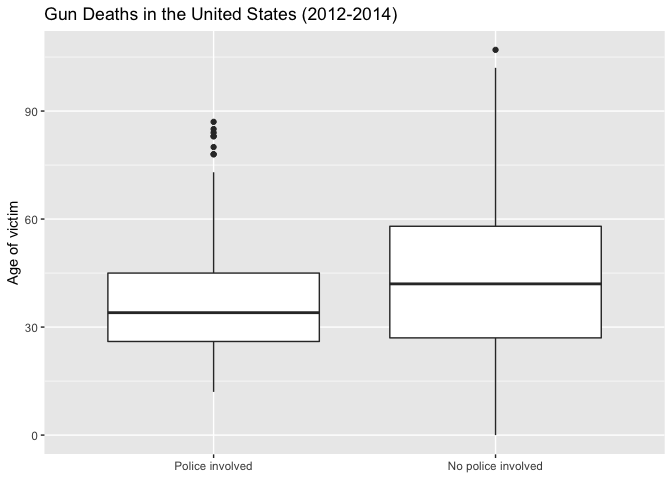 Gun Deaths in the United States (2012-2014)
Age of victim
90
60
30
0
Police involved
No police involved